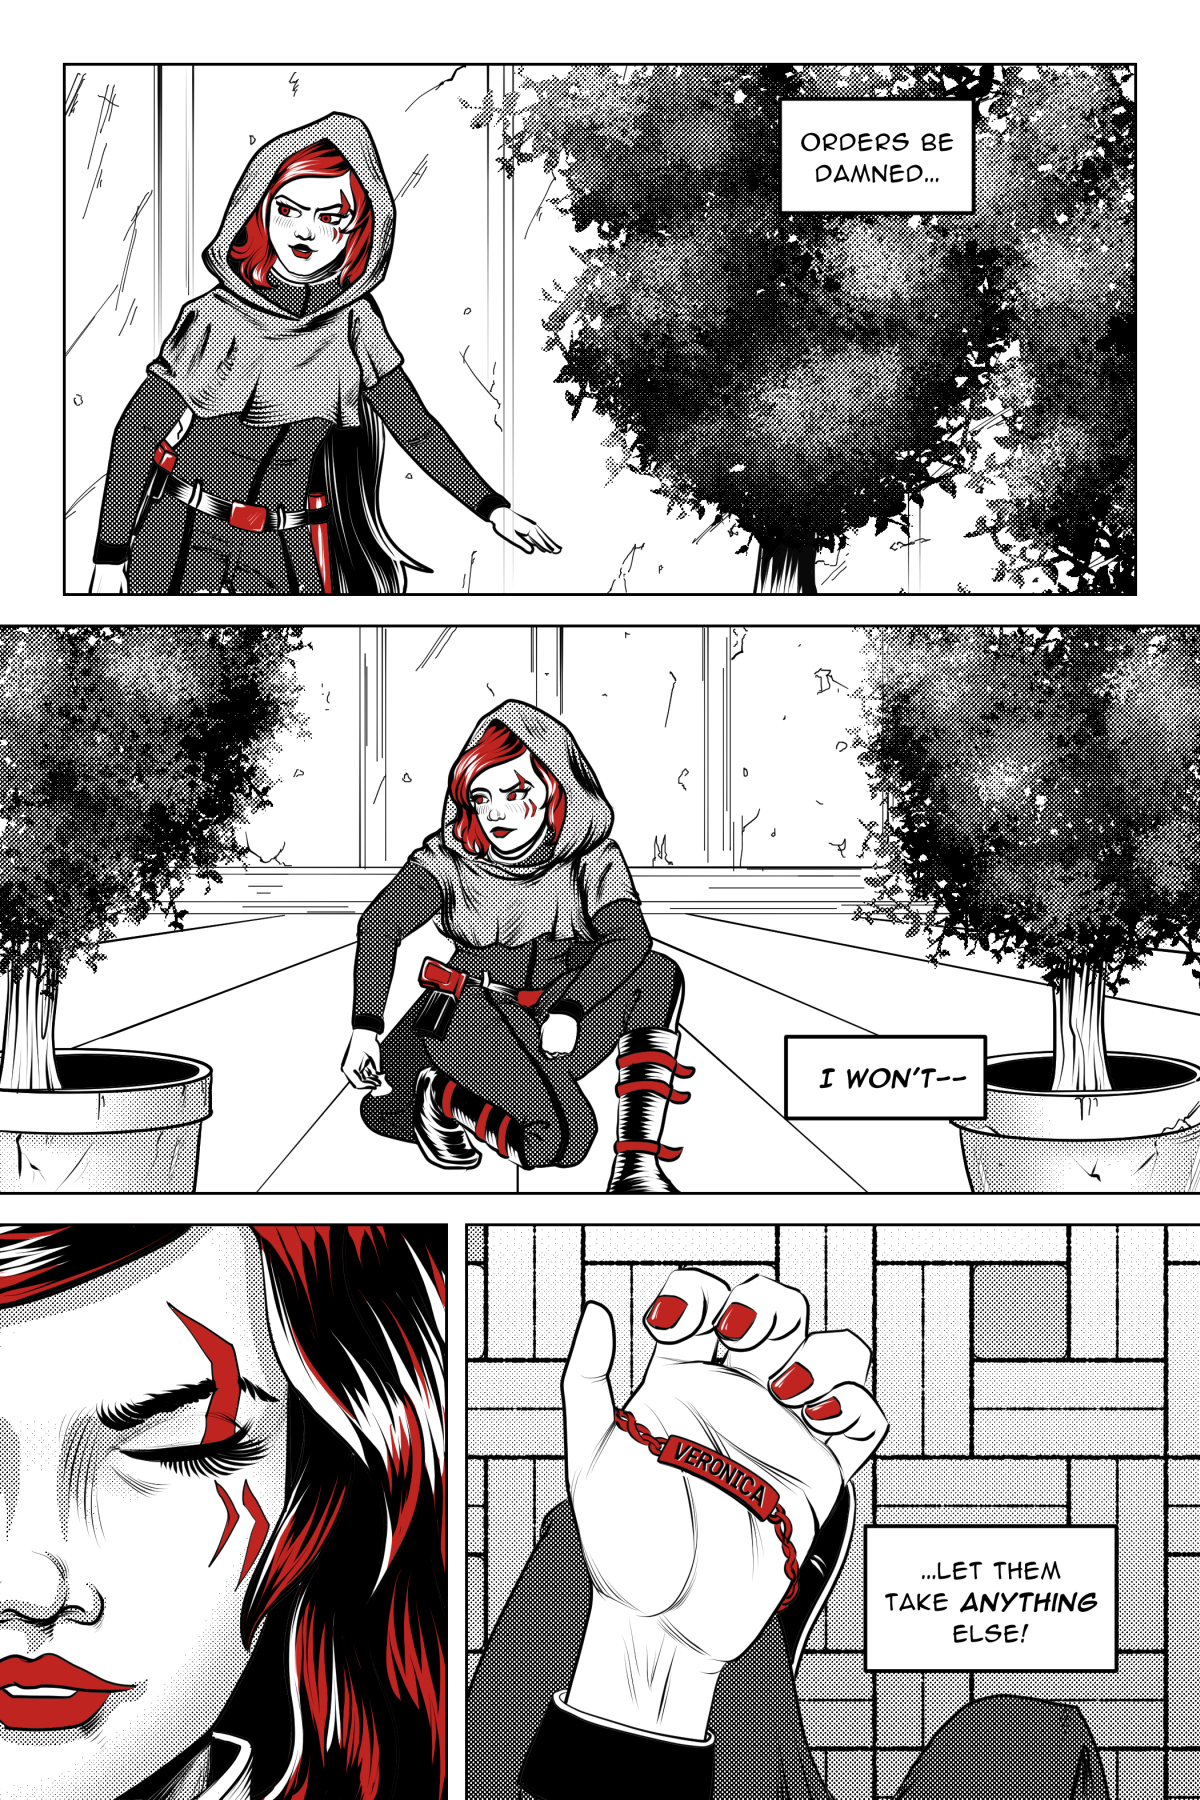 ORDERS BE
DAMNED...
I WON'T--
VERONICA
...LET THEM
TAKE ANYTHING
ELSE!